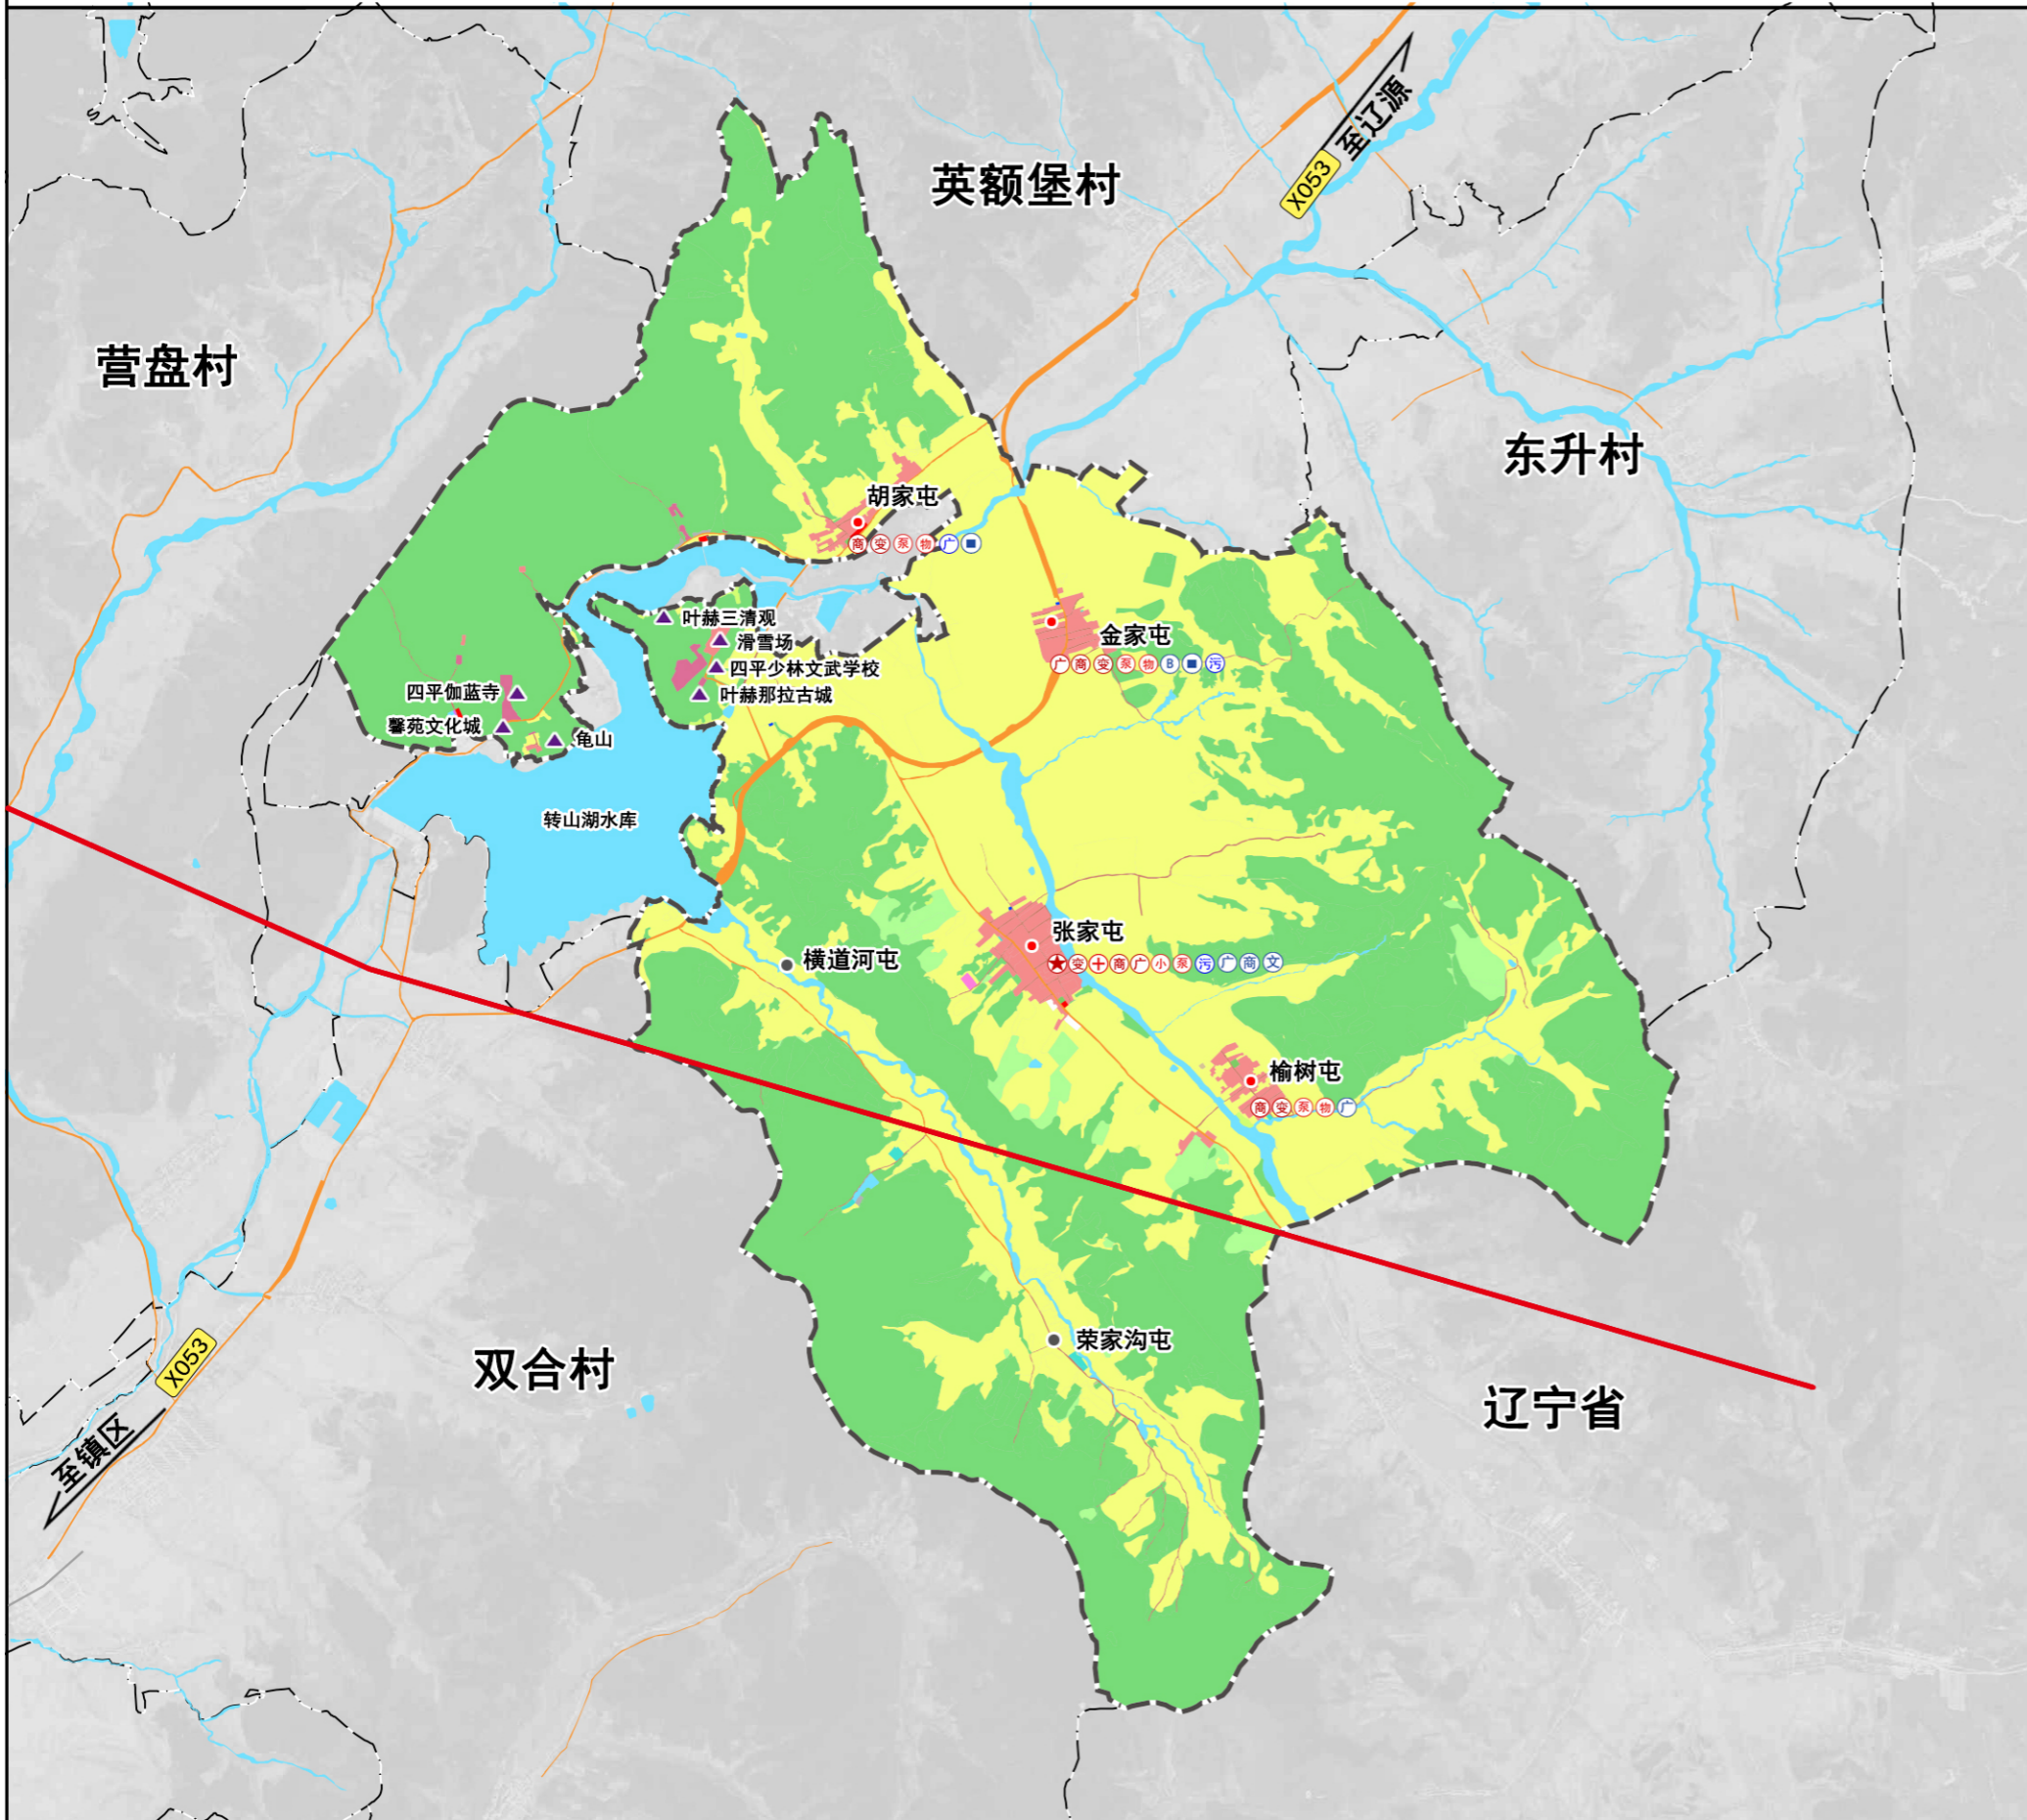 英额堡村
至辽源
X053
营盘村
东升村
胡家屯
商 变 泵 物 广
叶赫三清观
滑雪场
四平少林文武学校
叶赫那拉古城
金家屯
广 商 变 泵 物 B 污
四平伽蓝寺
馨苑文化城
龟山
转山湖水库
张家屯
变 商 广 小 泵 污 广 商 文
横道河屯
榆树屯
商 变 泵 物 广
荣家沟屯
双合村
辽宁省
X053
至镇区